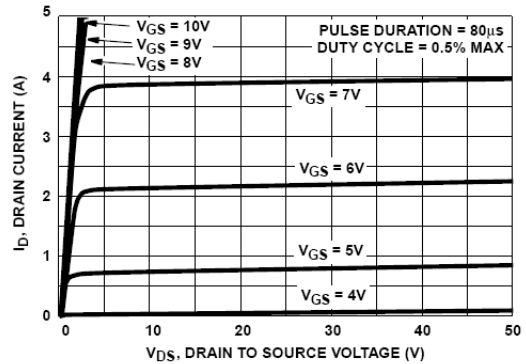 5
4
3
2
1
0
I_D, DRAIN CURRENT (A)
V_GS = 10V
V_GS = 9V
V_GS = 8V
PULSE DURATION = 80µs
DUTY CYCLE = 0.5% MAX
V_GS = 7V
V_GS = 6V
V_GS = 5V
V_GS = 4V
0 10 20 30 40 50
V_DS, DRAIN TO SOURCE VOLTAGE (V)